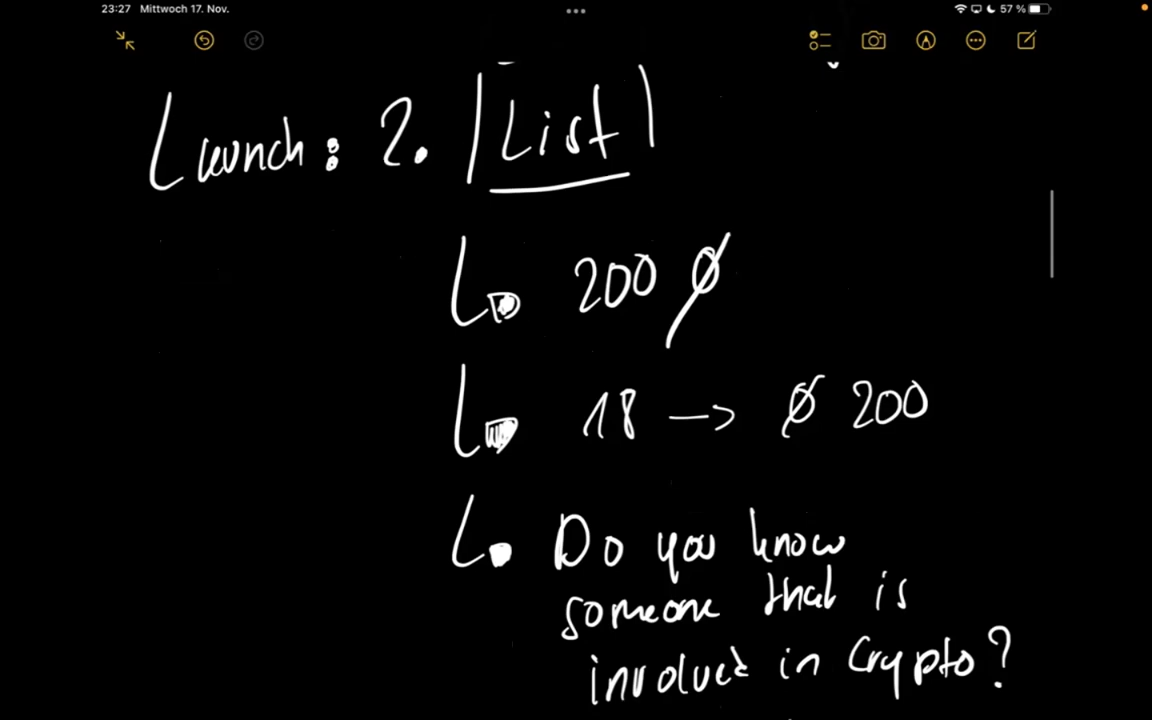 23:27 Mittwoch 17. Nov.
57 %
Launch: 2. |List|
200 Ø
18 → Ø 200
Do you know
someone that is
involved in Crypto?